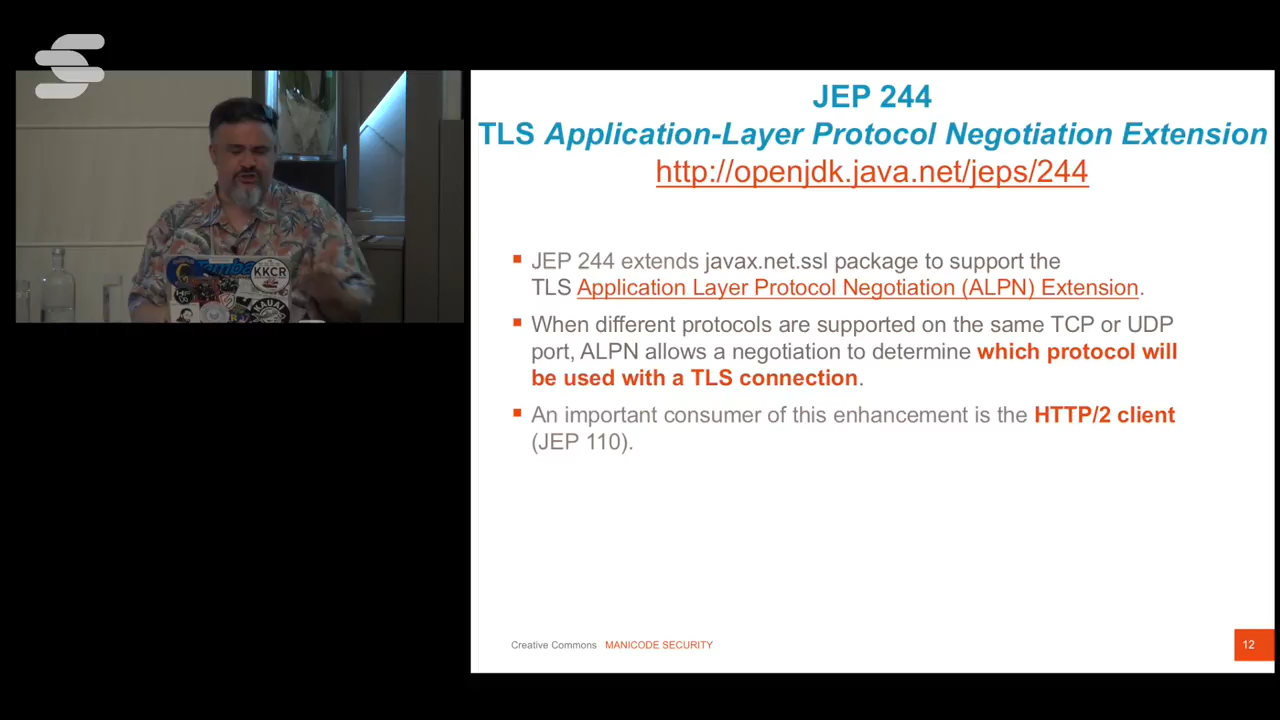 JEP 244
TLS Application-Layer Protocol Negotiation Extension
http://openjdk.java.net/jeps/244
JEP 244 extends javax.net.ssl package to support the
TLS Application Layer Protocol Negotiation (ALPN) Extension.
When different protocols are supported on the same TCP or UDP
port, ALPN allows a negotiation to determine which protocol will
be used with a TLS connection.
An important consumer of this enhancement is the HTTP/2 client
(JEP 110).
KKCR
KAUAI
Creative Commons MANICODE SECURITY
12